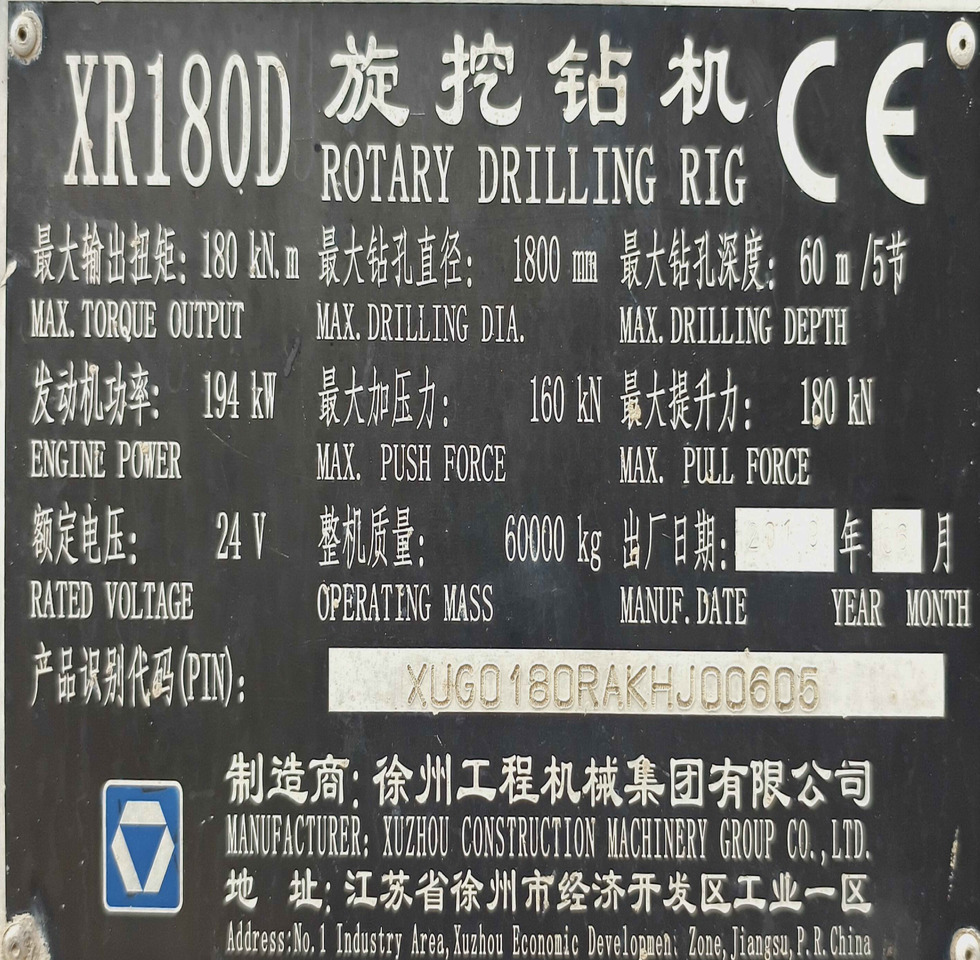 XR180D 旋挖钻机 CE
ROTARY DRILLING RIG
最大输出扭矩: 180 kN.m 最大钻孔直径: 1800 mm 最大钻孔深度: 60 m /5节
MAX. TORQUE OUTPUT MAX. DRILLING DIA. MAX. DRILLING DEPTH
发动机功率: 194 kW 最大加压力: 160 kN 最大提升力: 180 kN
ENGINE POWER MAX. PUSH FORCE MAX. PULL FORCE
额定电压: 24 V 整机质量: 60000 kg 出厂日期: 年 月
RATED VOLTAGE OPERATING MASS MANUF. DATE YEAR MONTH
产品识别代码(PIN): XUG0180RAKHJ00605
制造商: 徐州工程机械集团有限公司
MANUFACTURER: XUZHOU CONSTRUCTION MACHINERY GROUP CO.,LTD.
地 址: 江苏省徐州市经济开发区工业一区
Address:No.1 Industry Area,Xuzhou Economic Development Zone,Jiangsu,P.R.China